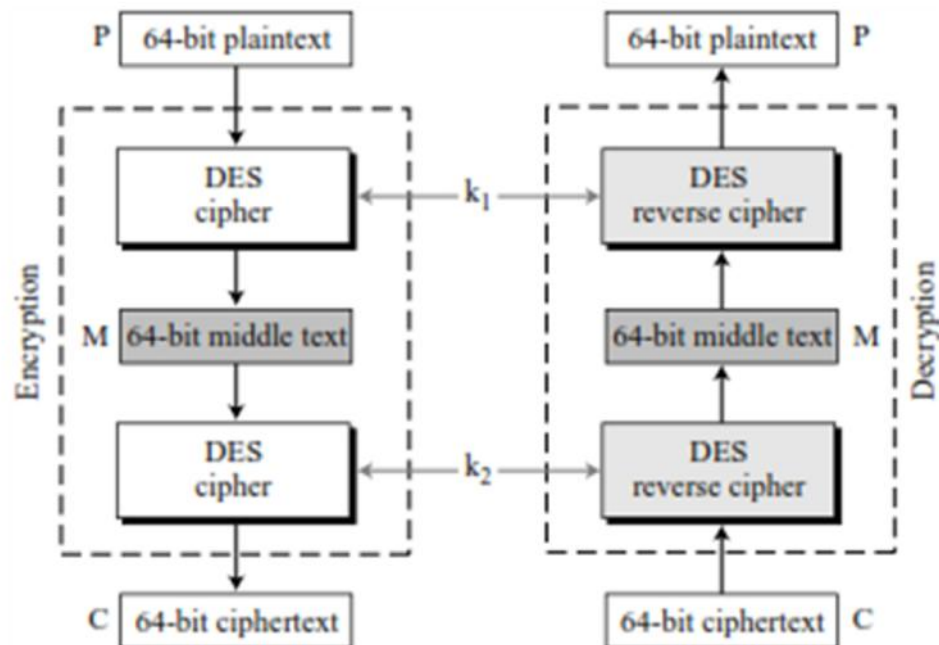 P 64-bit plaintext
64-bit plaintext P
DES
cipher
k1
DES
reverse cipher
Encryption
M 64-bit middle text
64-bit middle text M
Decryption
DES
cipher
k2
DES
reverse cipher
C 64-bit ciphertext
64-bit ciphertext C